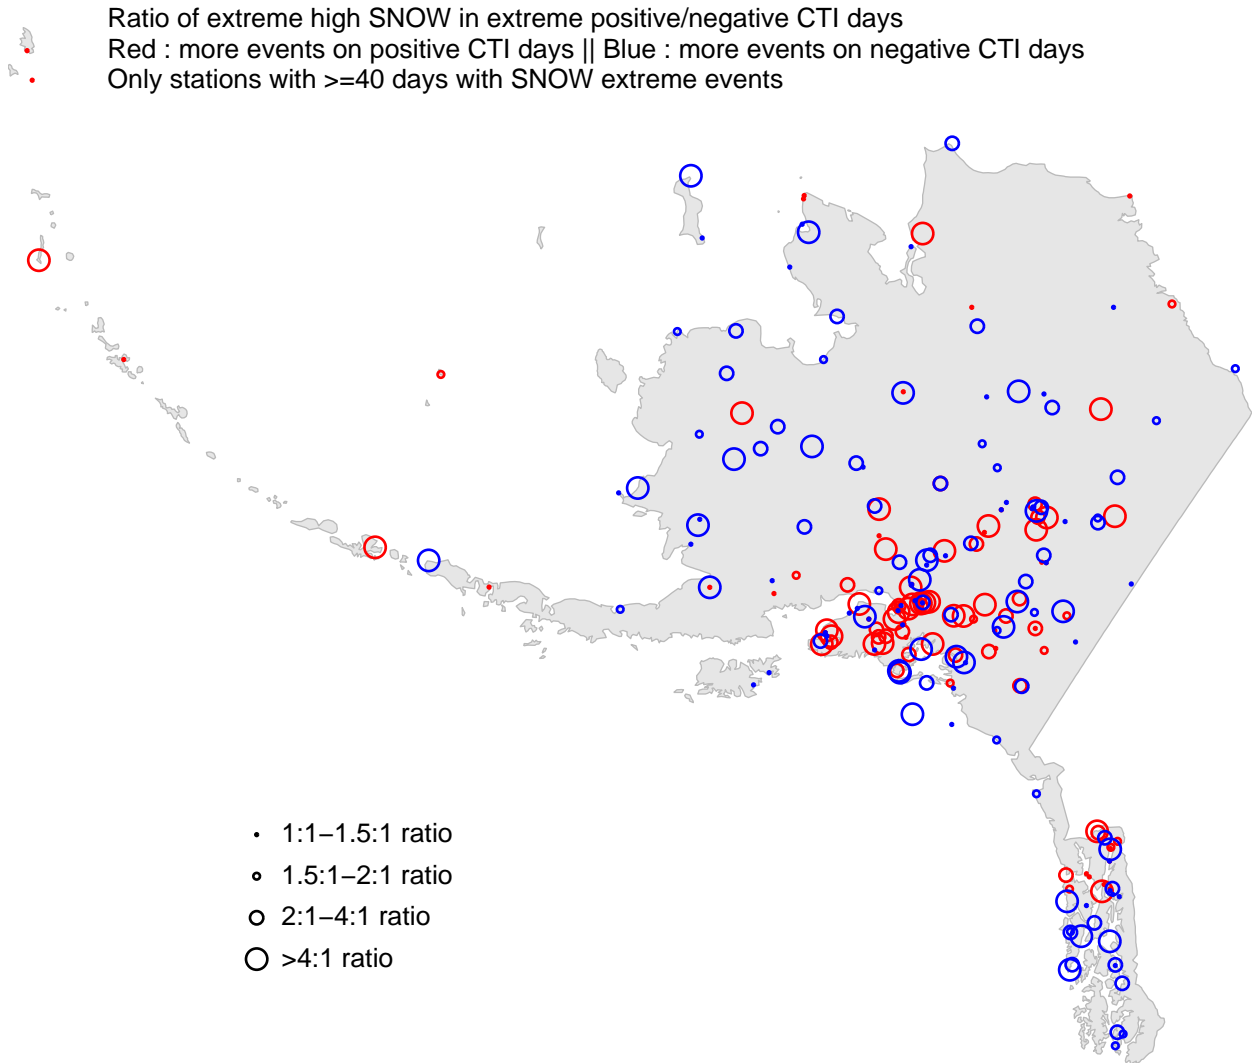 Ratio of extreme high SNOW in extreme positive/negative CTI days
Red : more events on positive CTI days || Blue : more events on negative CTI days
Only stations with >=40 days with SNOW extreme events
1:1−1.5:1 ratio
1.5:1−2:1 ratio
2:1−4:1 ratio
>4:1 ratio